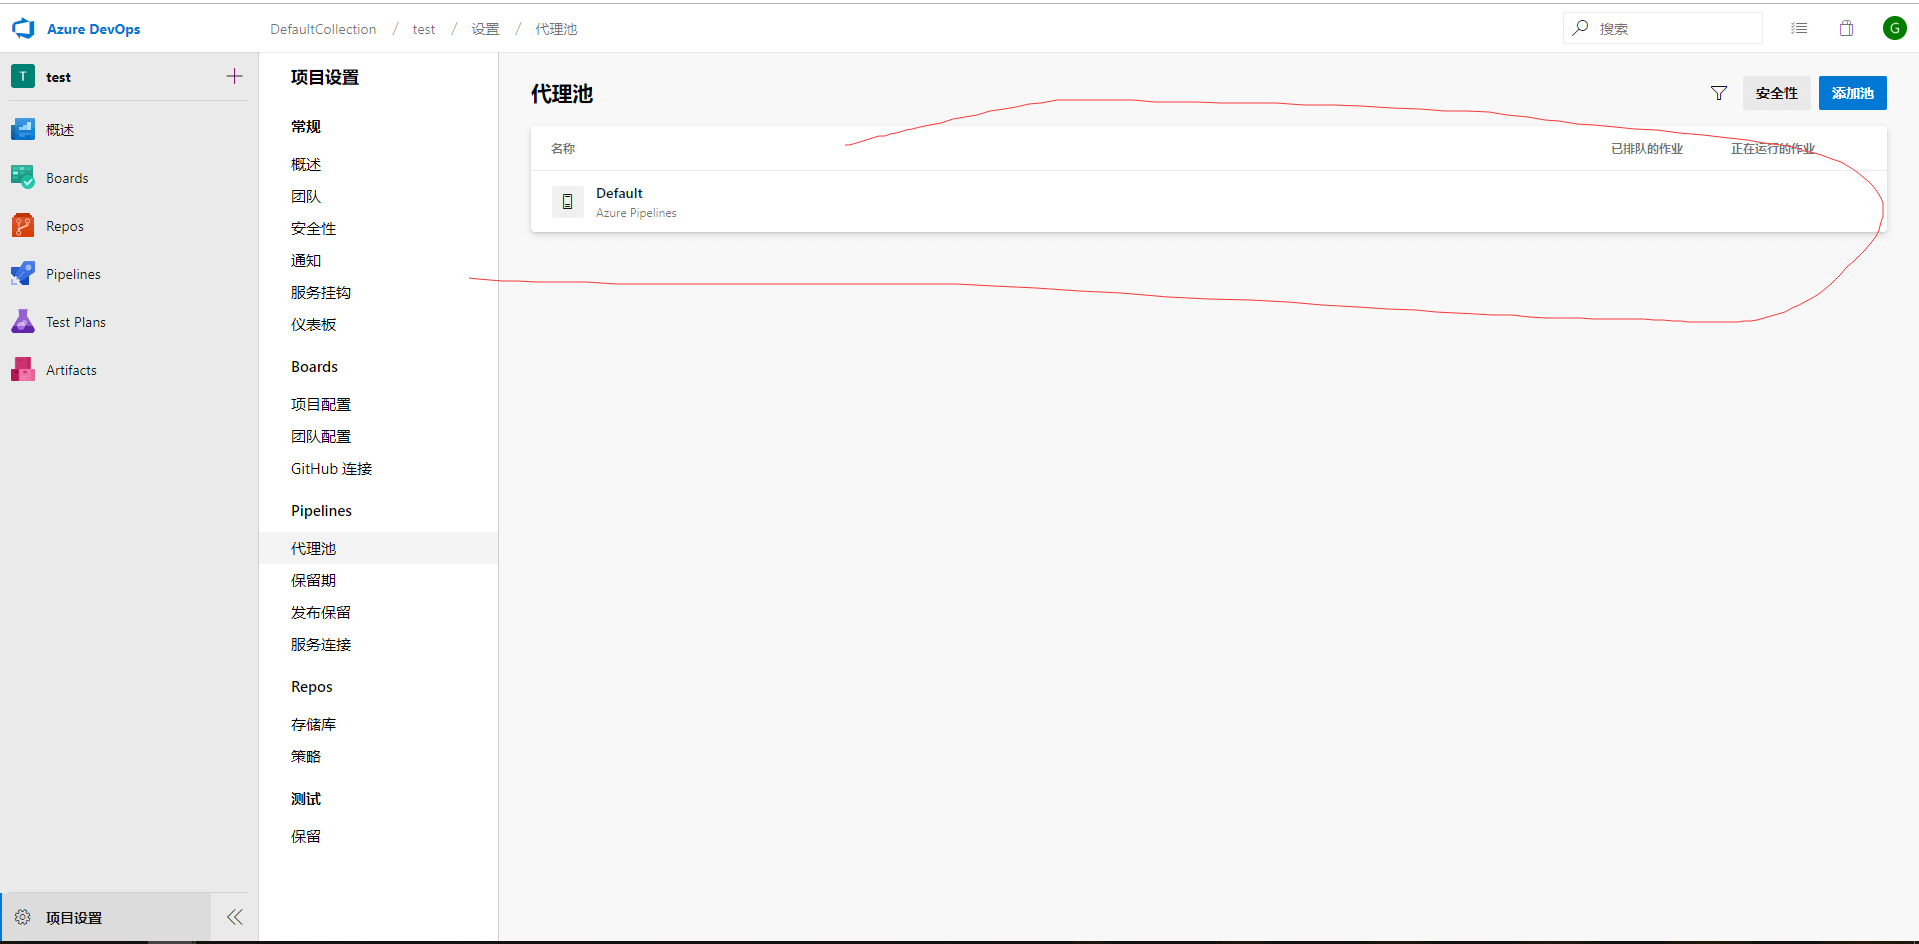 Azure DevOps
DefaultCollection / test / 设置 / 代理池
搜索
G
T test
概述
Boards
Repos
Pipelines
Test Plans
Artifacts
项目设置
项目设置
常规
概述
团队
安全性
通知
服务挂钩
仪表板
Boards
项目配置
团队配置
GitHub 连接
Pipelines
代理池
保留期
发布保留
服务连接
Repos
存储库
策略
测试
保留
代理池
安全性
添加池
名称 已排队的作业 正在运行的作业
Default
Azure Pipelines